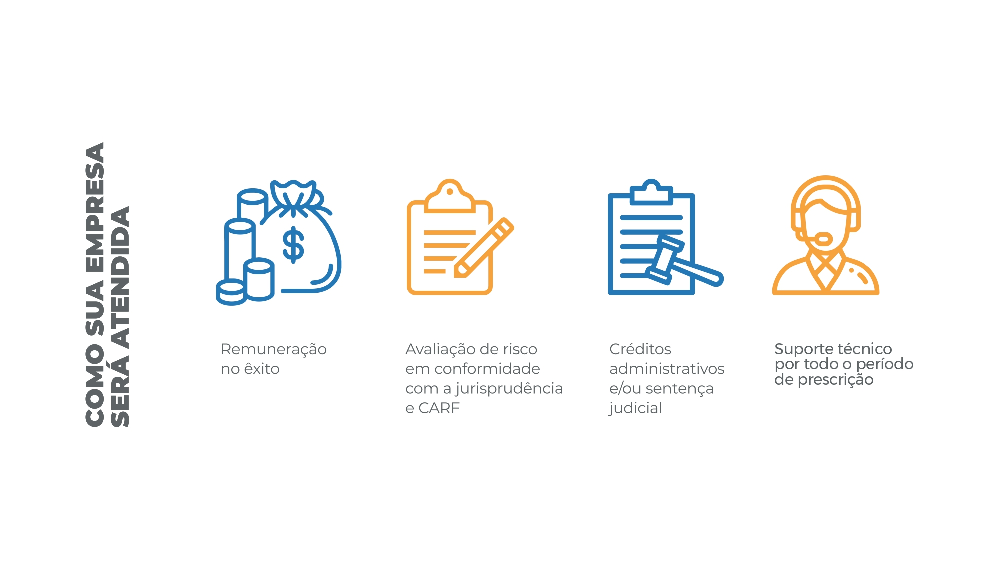 COMO SUA EMPRESA
SERÁ ATENDIDA
$
Remuneração
no êxito
Avaliação de risco
em conformidade
com a jurisprudência
e CARF
Créditos
administrativos
e/ou sentença
judicial
Suporte técnico
por todo o período
de prescrição